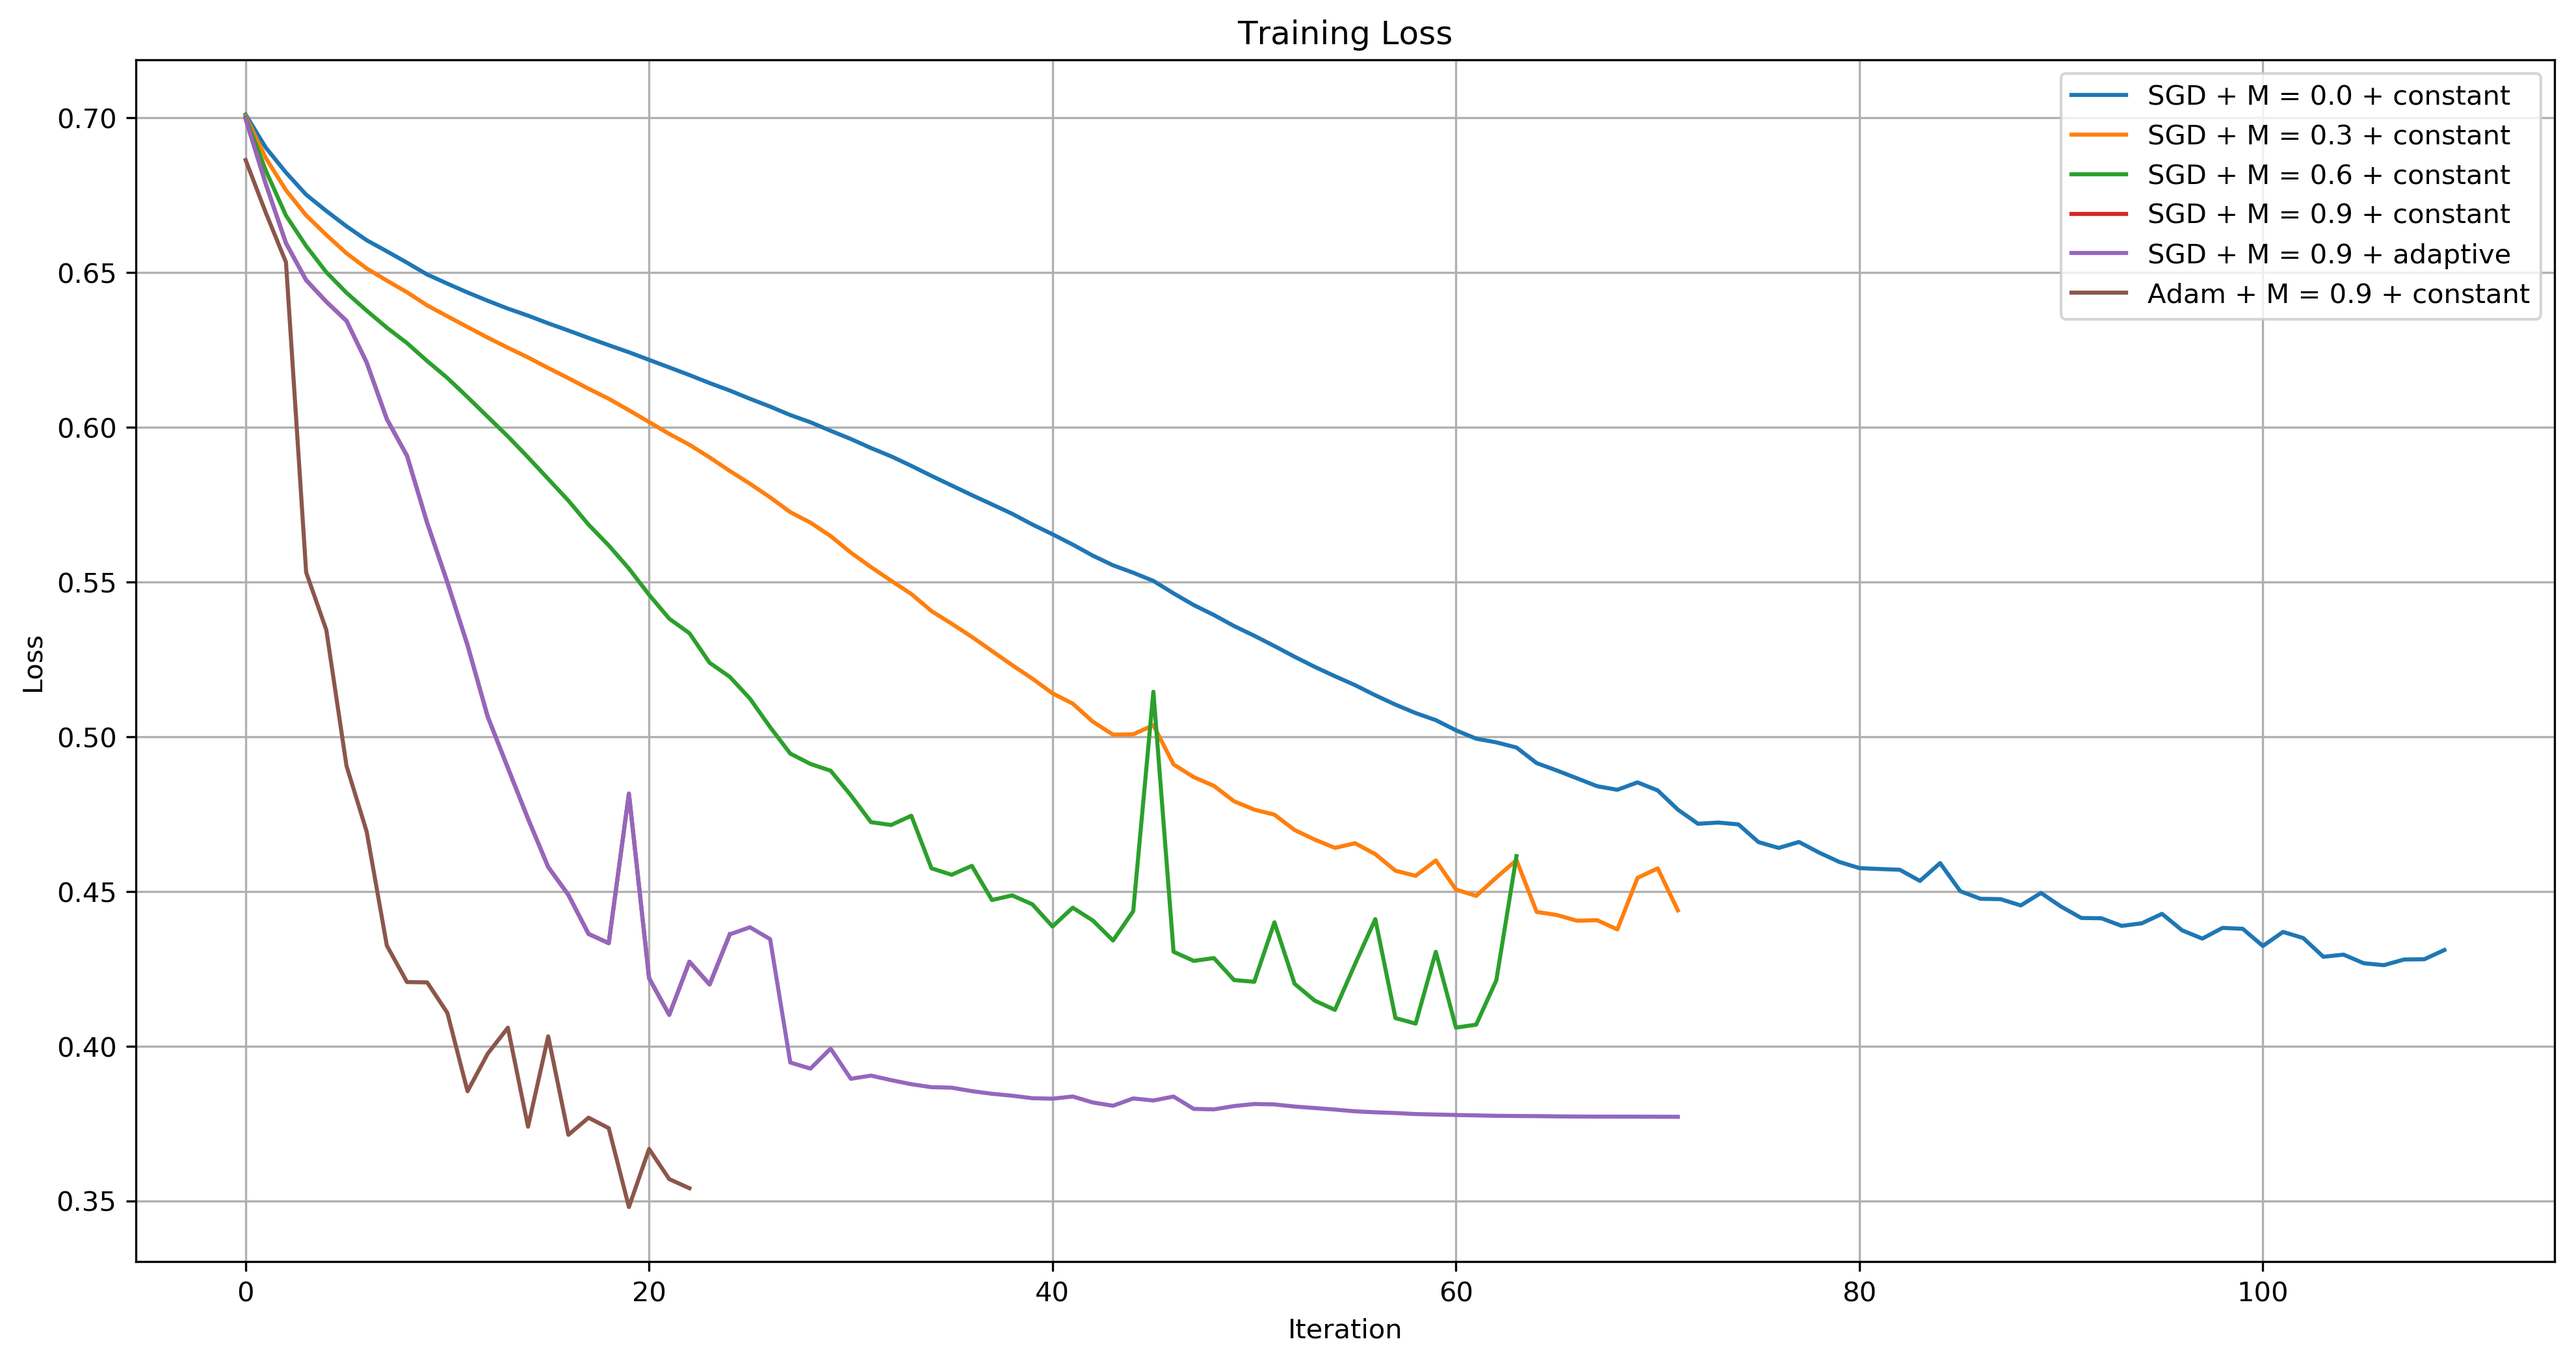 Training Loss
SGD + M = 0.0 + constant
SGD + M = 0.3 + constant
SGD + M = 0.6 + constant
SGD + M = 0.9 + constant
SGD + M = 0.9 + adaptive
Adam + M = 0.9 + constant
0.70
0.65
0.60
0.55
0.50
0.45
0.40
0.35
Loss
0 20 40 60 80 100
Iteration